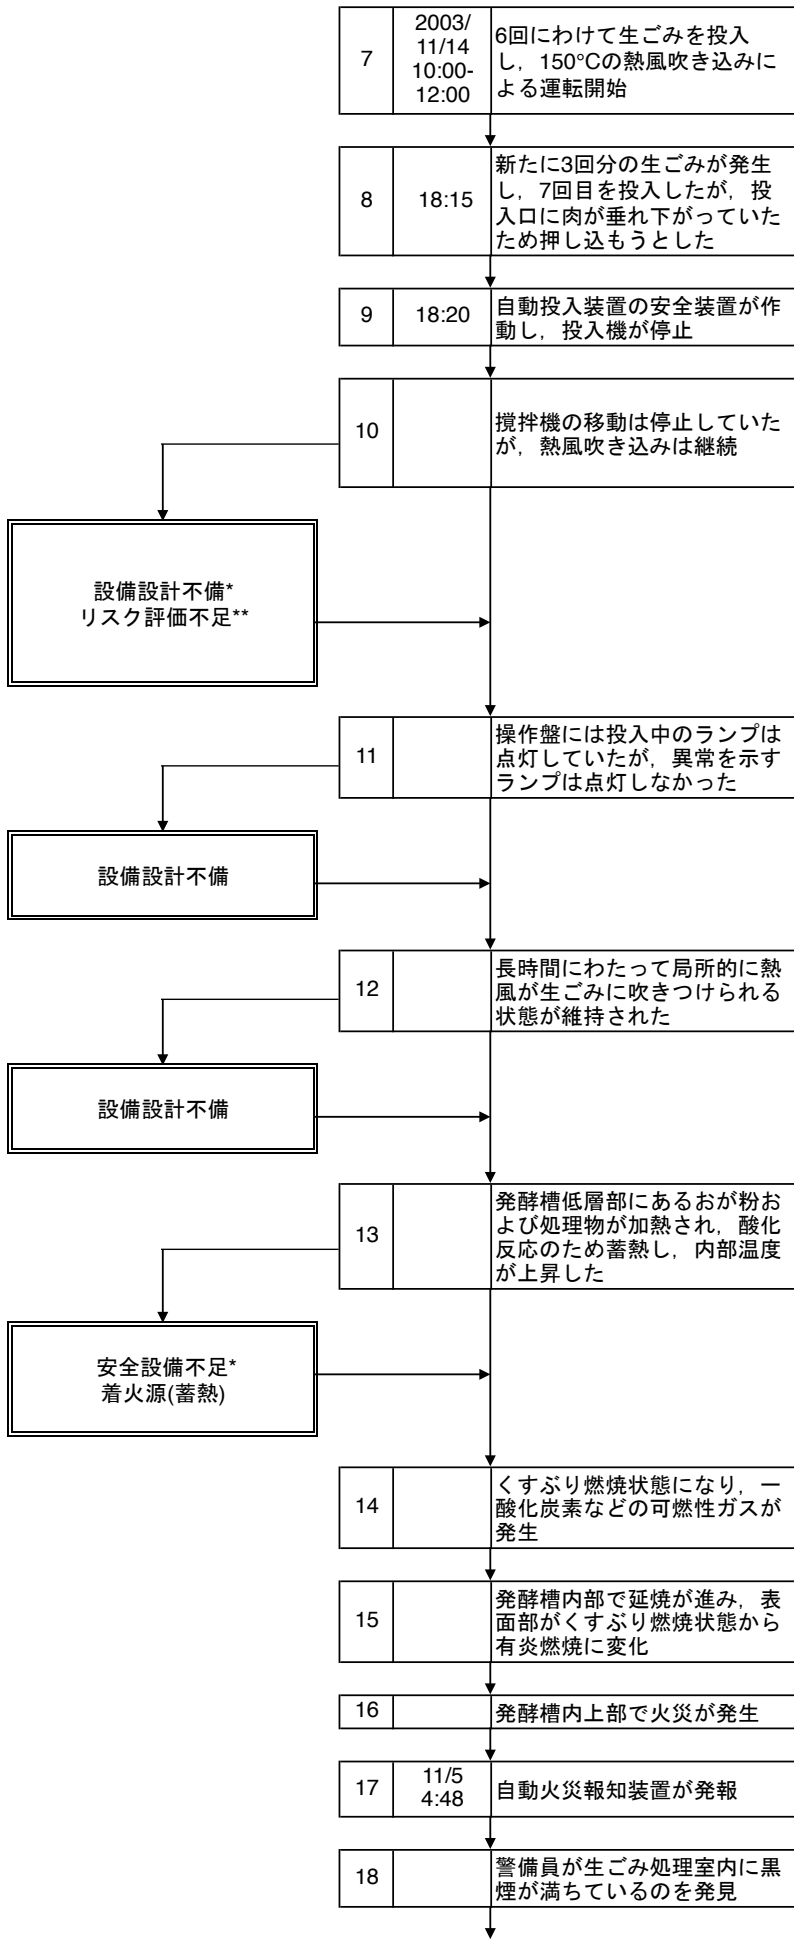 7
2003/
11/14
10:00-
12:00
6回にわけて生ごみを投入
し，150°Cの熱風吹き込みに
よる運転開始
8
18:15
新たに3回分の生ごみが発生
し，7回目を投入したが，投
入口に肉が垂れ下がっていた
ため押し込もうとした
9
18:20
自動投入装置の安全装置が作
動し，投入機が停止
10
撹拌機の移動は停止していた
が，熱風吹き込みは継続
設備設計不備*
リスク評価不足**
11
操作盤には投入中のランプは
点灯していたが，異常を示す
ランプは点灯しなかった
設備設計不備
12
長時間にわたって局所的に熱
風が生ごみに吹きつけられる
状態が維持された
設備設計不備
13
発酵槽低層部にあるおが粉お
よび処理物が加熱され，酸化
反応のため蓄熱し，内部温度
が上昇した
安全設備不足*
着火源(蓄熱)
14
くすぶり燃焼状態になり，一
酸化炭素などの可燃性ガスが
発生
15
発酵槽内部で延焼が進み，表
面部がくすぶり燃焼状態から
有炎燃焼に変化
16
発酵槽内上部で火災が発生
17
11/5
4:48
自動火災報知装置が発報
18
警備員が生ごみ処理室内に黒
煙が満ちているのを発見